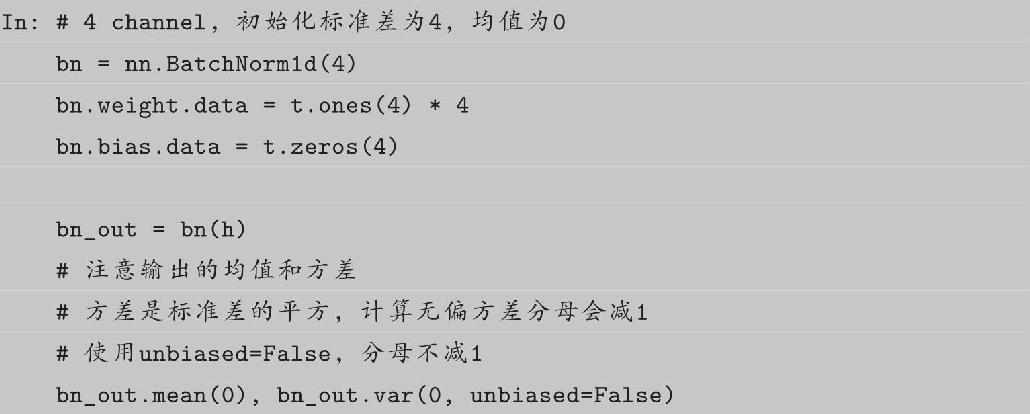 In: # 4 channel, 初始化标准差为4, 均值为0
bn = nn.BatchNorm1d(4)
bn.weight.data = t.ones(4) * 4
bn.bias.data = t.zeros(4)
bn_out = bn(h)
# 注意输出的均值和方差
# 方差是标准差的平方, 计算无偏方差分母会减1
# 使用unbiased=False, 分母不减1
bn_out.mean(0), bn_out.var(0, unbiased=False)